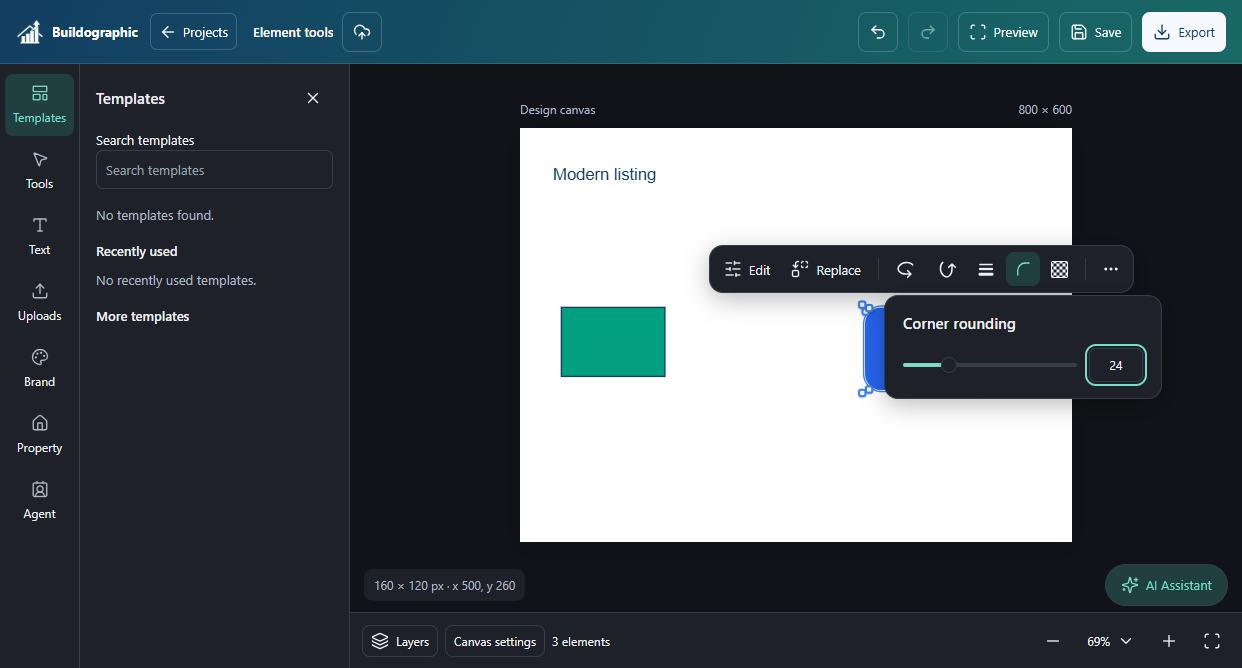 Buildographic
Projects
Element tools
Preview
Save
Export
Templates
Tools
Text
Uploads
Brand
Property
Agent
Templates
Search templates
Search templates
No templates found.
Recently used
No recently used templates.
More templates
Design canvas
800 × 600
Modern listing
Edit
Replace
Corner rounding
24
160 × 120 px · x 500, y 260
AI Assistant
Layers
Canvas settings
3 elements
69%